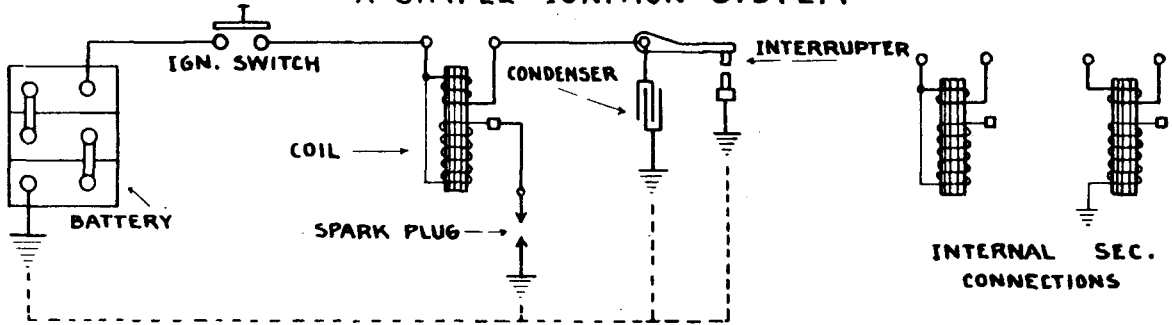 A SIMPLE IGNITION SYSTEM
IGN. SWITCH
INTERRUPTER
CONDENSER
COIL
BATTERY
SPARK PLUG
INTERNAL SEC.
CONNECTIONS